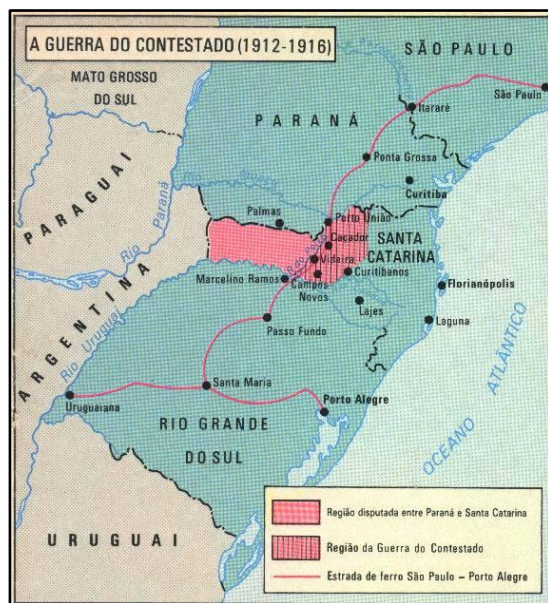 A GUERRA DO CONTESTADO (1912-1916)
SÃO PAULO
MATO GROSSO
DO SUL
Itararé
São Paulo
PARANÁ
Ponta Grossa
Curitiba
PARAGUAI
Rio Paraná
Palmas
Porto União
Caçador
SANTA
CATARINA
Videira
Curitibanos
Marcelino Ramos
Campos
Novos
Florianópolis
Lajes
Laguna
ARGENTINA
Rio Uruguai
Passo Fundo
Santa Maria
Uruguaiana
Porto Alegre
RIO GRANDE
DO SUL
OCEANO ATLÂNTICO
URUGUAI
Região disputada entre Paraná e Santa Catarina
Região da Guerra do Contestado
Estrada de ferro São Paulo – Porto Alegre